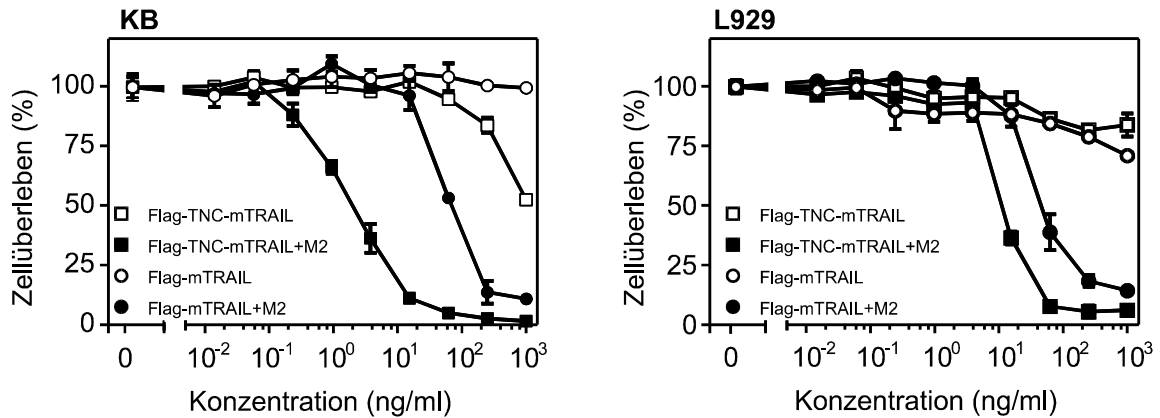 KB
Zellüberleben (%)
100
75
50
25
0
Flag-TNC-mTRAIL
Flag-TNC-mTRAIL+M2
Flag-mTRAIL
Flag-mTRAIL+M2
0 10⁻² 10⁻¹ 10⁰ 10¹ 10² 10³
Konzentration (ng/ml)
L929
Zellüberleben (%)
100
75
50
25
0
Flag-TNC-mTRAIL
Flag-TNC-mTRAIL+M2
Flag-mTRAIL
Flag-mTRAIL+M2
0 10⁻² 10⁻¹ 10⁰ 10¹ 10² 10³
Konzentration (ng/ml)